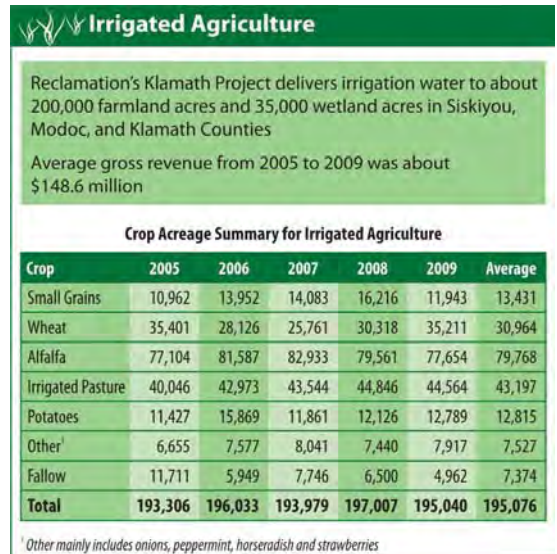 Irrigated Agriculture
Reclamation's Klamath Project delivers irrigation water to about
200,000 farmland acres and 35,000 wetland acres in Siskiyou,
Modoc, and Klamath Counties
Average gross revenue from 2005 to 2009 was about
$148.6 million
Crop Acreage Summary for Irrigated Agriculture
Crop 2005 2006 2007 2008 2009 Average
Small Grains 10,962 13,952 14,083 16,216 11,943 13,431
Wheat 35,401 28,126 25,761 30,318 35,211 30,964
Alfalfa 77,104 81,587 82,933 79,561 77,654 79,768
Irrigated Pasture 40,046 42,973 43,544 44,846 44,564 43,197
Potatoes 11,427 15,869 11,861 12,126 12,789 12,815
Other¹ 6,655 7,577 8,041 7,440 7,917 7,527
Fallow 11,711 5,949 7,746 6,500 4,962 7,374
Total 193,306 196,033 193,979 197,007 195,040 195,076
¹ Other mainly includes onions, peppermint, horseradish and strawberries